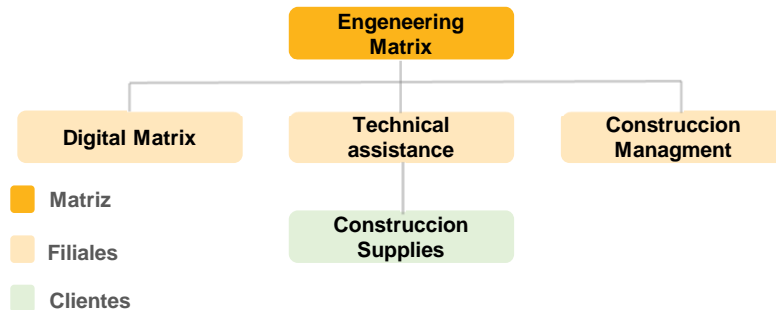 Engeneering
Matrix
Digital Matrix
Technical
assistance
Construccion
Managment
Matriz
Construccion
Supplies
Filiales
Clientes